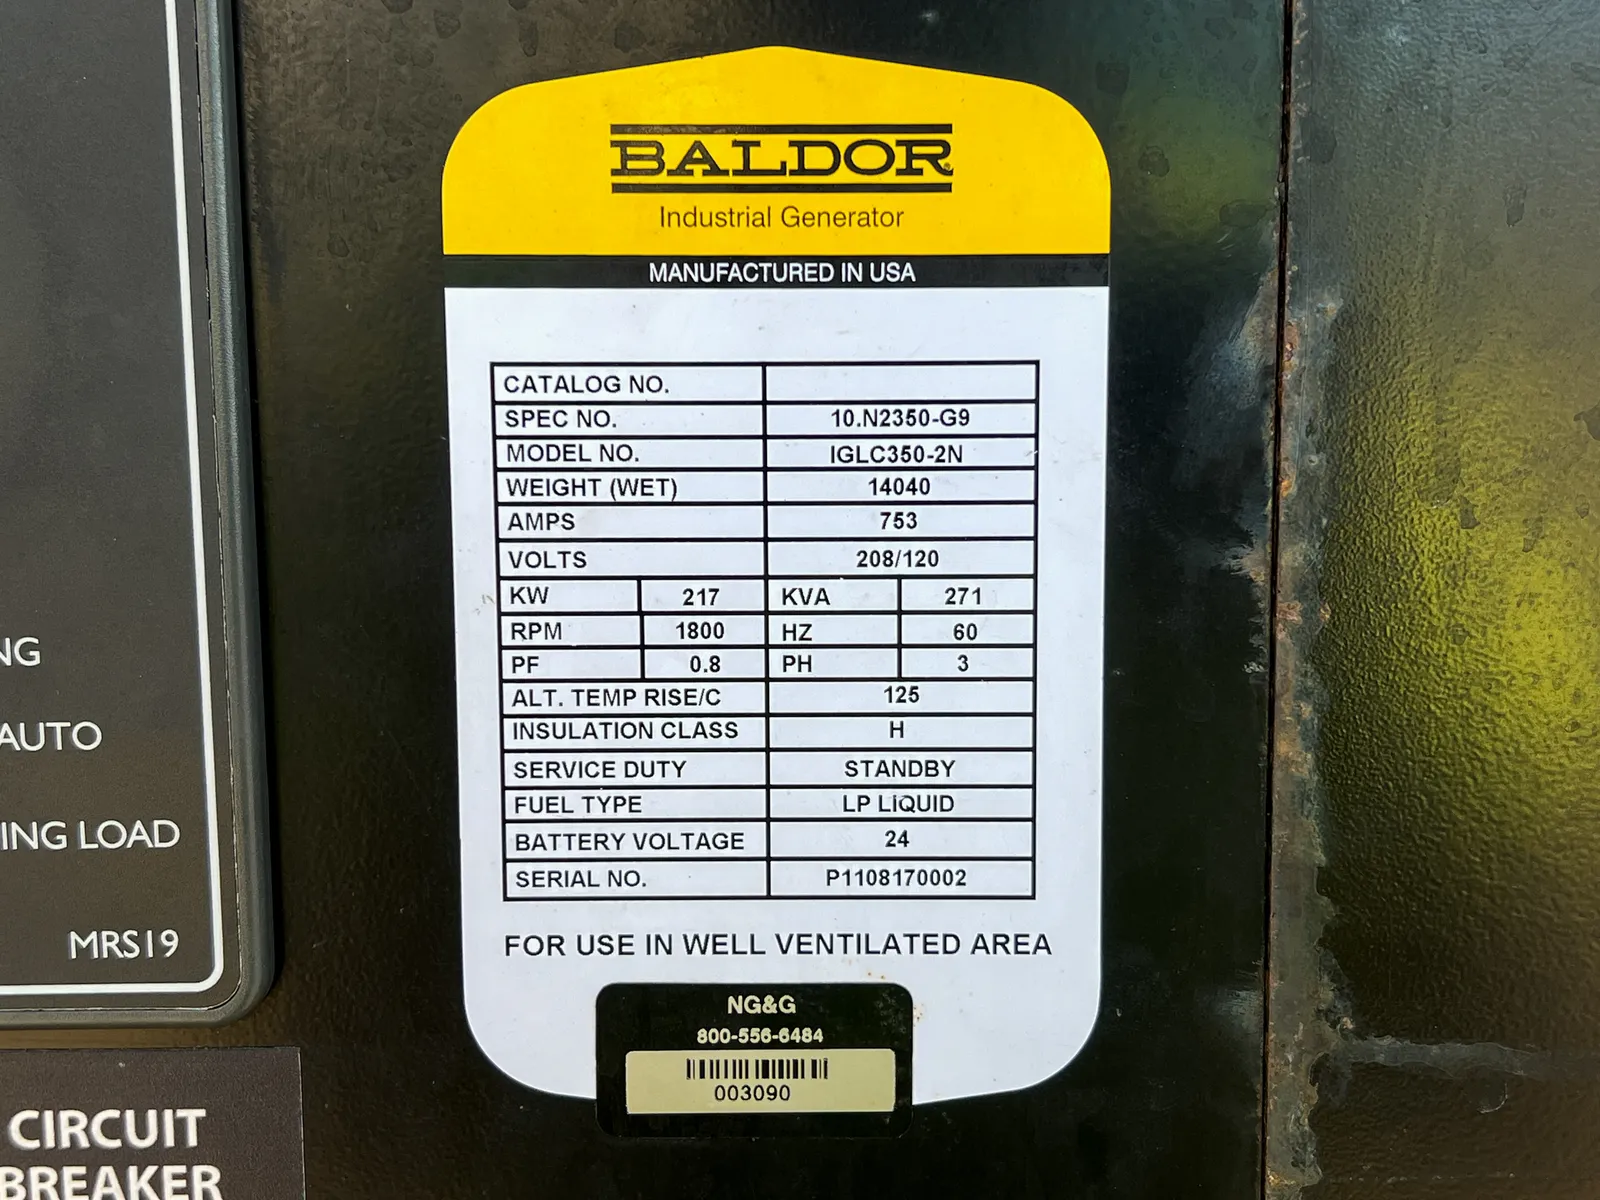 BALDOR
Industrial Generator
MANUFACTURED IN USA
CATALOG NO.
SPEC NO. 10.N2350-G9
MODEL NO. IGLC350-2N
WEIGHT (WET) 14040
AMPS 753
VOLTS 208/120
KW 217 KVA 271
RPM 1800 HZ 60
PF 0.8 PH 3
ALT. TEMP RISE/C 125
INSULATION CLASS H
SERVICE DUTY STANDBY
FUEL TYPE LP LIQUID
BATTERY VOLTAGE 24
SERIAL NO. P1108170002
FOR USE IN WELL VENTILATED AREA
NG&G
800-556-6484
003090
NG
AUTO
ING LOAD
MRS19
CIRCUIT
BREAKER